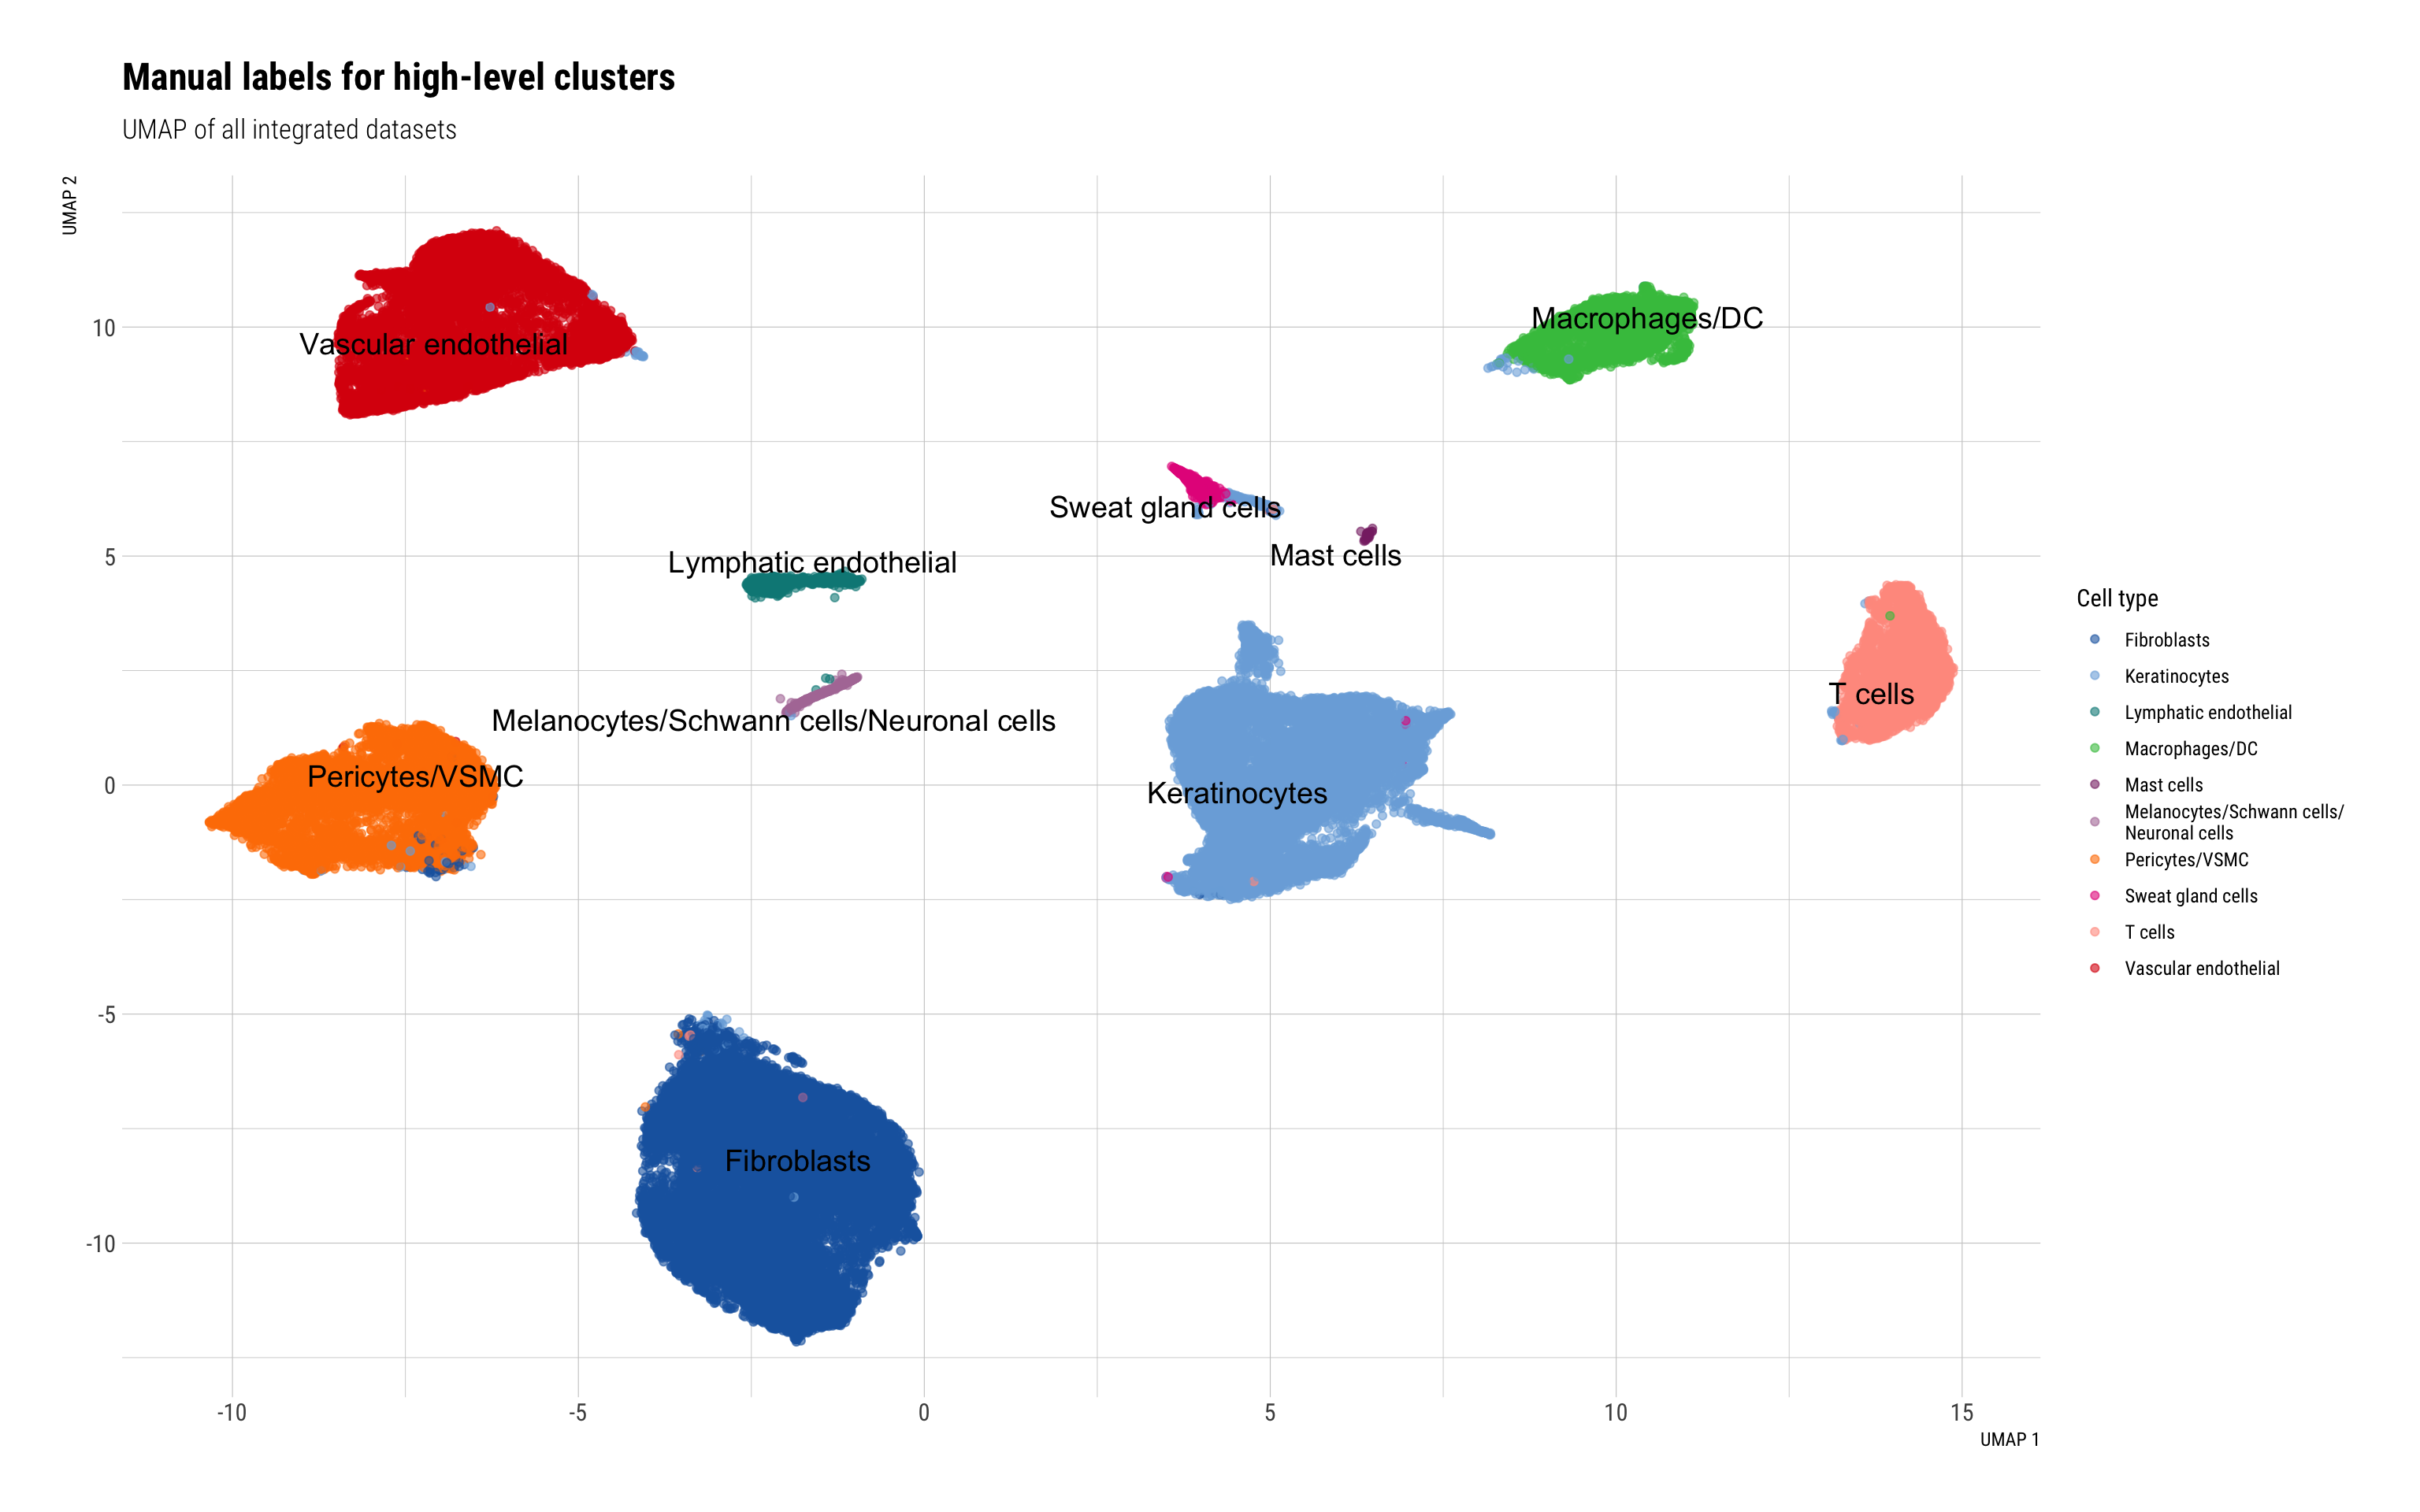 Manual labels for high-level clusters
UMAP of all integrated datasets
UMAP 2
10
5
0
-5
-10
Vascular endothelial
Macrophages/DC
Sweat gland cells
Mast cells
Lymphatic endothelial
T cells
Melanocytes/Schwann cells/Neuronal cells
Pericytes/VSMC
Keratinocytes
Fibroblasts
-10
-5
0
5
10
15
UMAP 1
Cell type
Fibroblasts
Keratinocytes
Lymphatic endothelial
Macrophages/DC
Mast cells
Melanocytes/Schwann cells/
Neuronal cells
Pericytes/VSMC
Sweat gland cells
T cells
Vascular endothelial